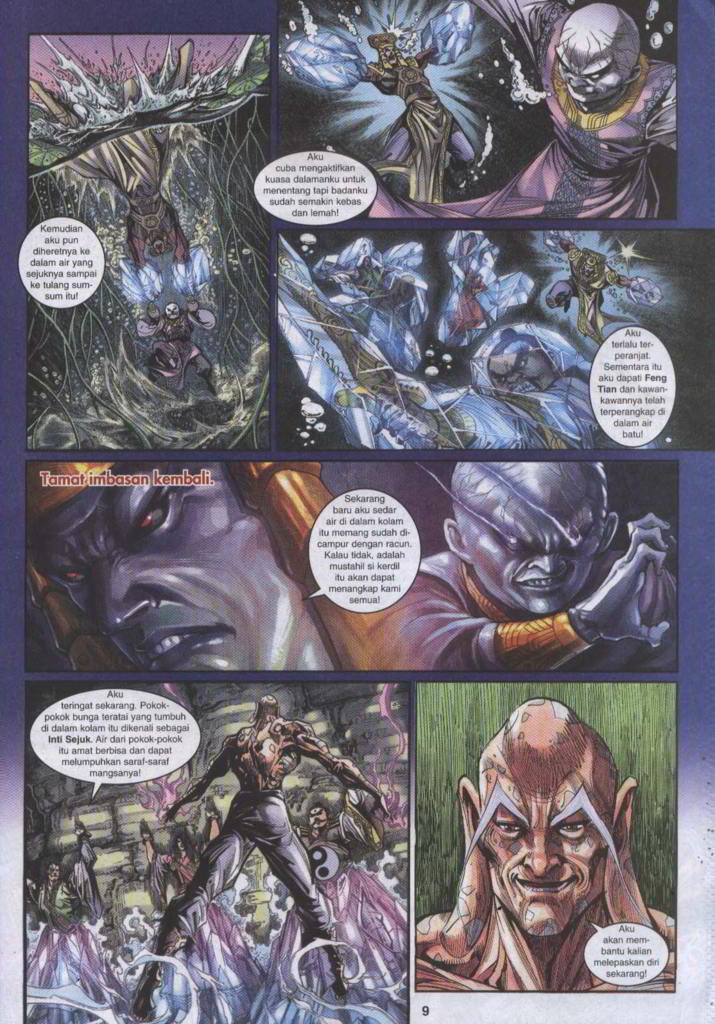 Kemudian
aku pun
diheretnya ke
dalam air yang
sejuknya sampai
ke tulang sum-
sum itu!
Aku
cuba mengaktifkan
kuasa dalamanku untuk
menentang tapi badanku
sudah semakin kebas
dan lemah!
Aku
terlalu ter-
peranjat.
Sementara itu
aku dapati Feng
Tian dan kawan-
kawannya telah
terperangkap di
dalam air
batu!
Tamat imbasan kembali.
Sekarang
baru aku sedar
air di dalam kolam
itu memang sudah di-
campur dengan racun.
Kalau tidak, adalah
mustahil si kerdil
itu akan dapat
menangkap kami
semua!
Aku
teringat sekarang. Pokok-
pokok bunga teratai yang tumbuh
di dalam kolam itu dikenali sebagai
Inti Sejuk. Air dari pokok-pokok
itu amat berbisa dan dapat
melumpuhkan saraf-saraf
mangsanya!
Aku
akan mem-
bantu kalian
melepaskan diri
sekarang!
9